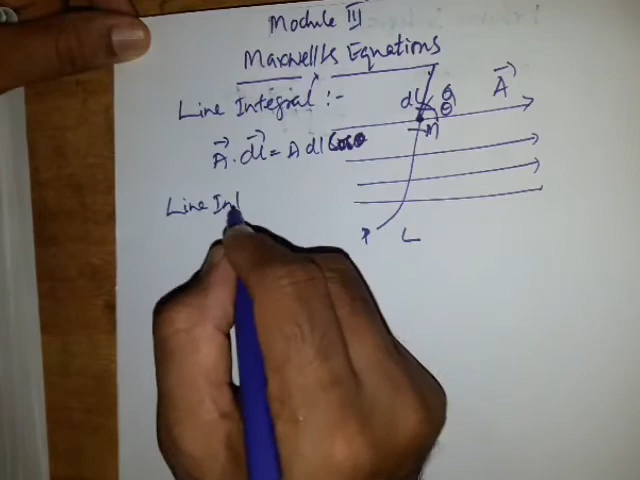 Module III
Maxwell's Equations
Line Integral :-
A⃗ . dl⃗ = A dl cosθ
Line Int
dl
θ
A⃗
P
L